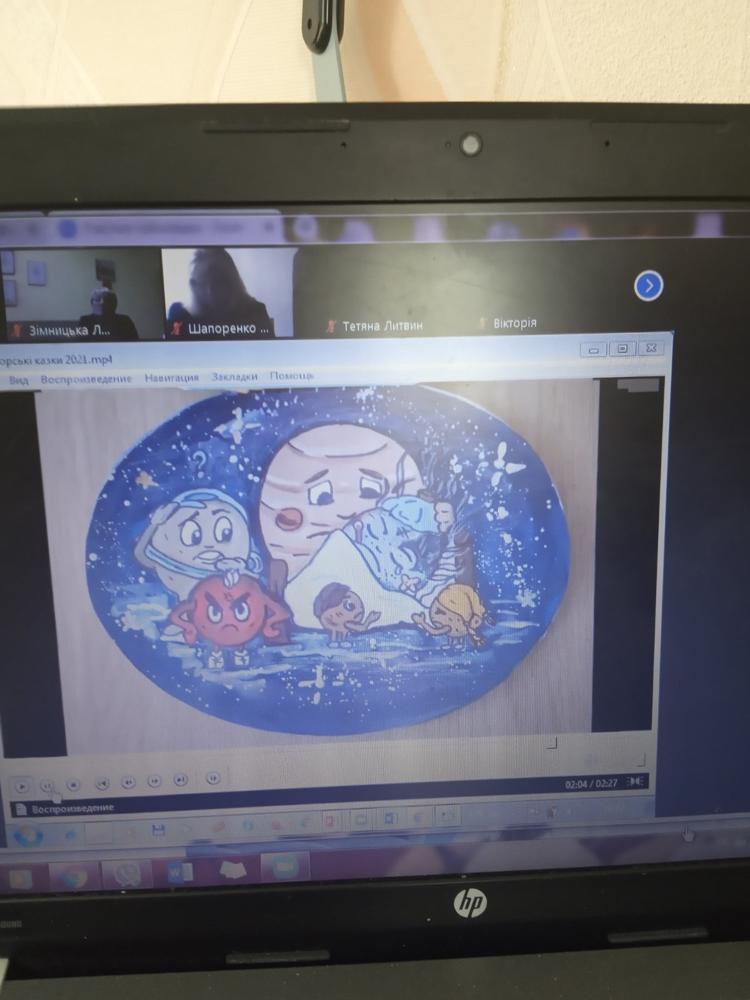 Зімницька Л...
Шапоренко ...
Тетяна Литвин
Вікторія
орські казки 2021.mp4
Вид Воспроизведение Навигация Закладки Помощь
?
02:04 / 02:27
Воспроизведение
W
hp
OUND